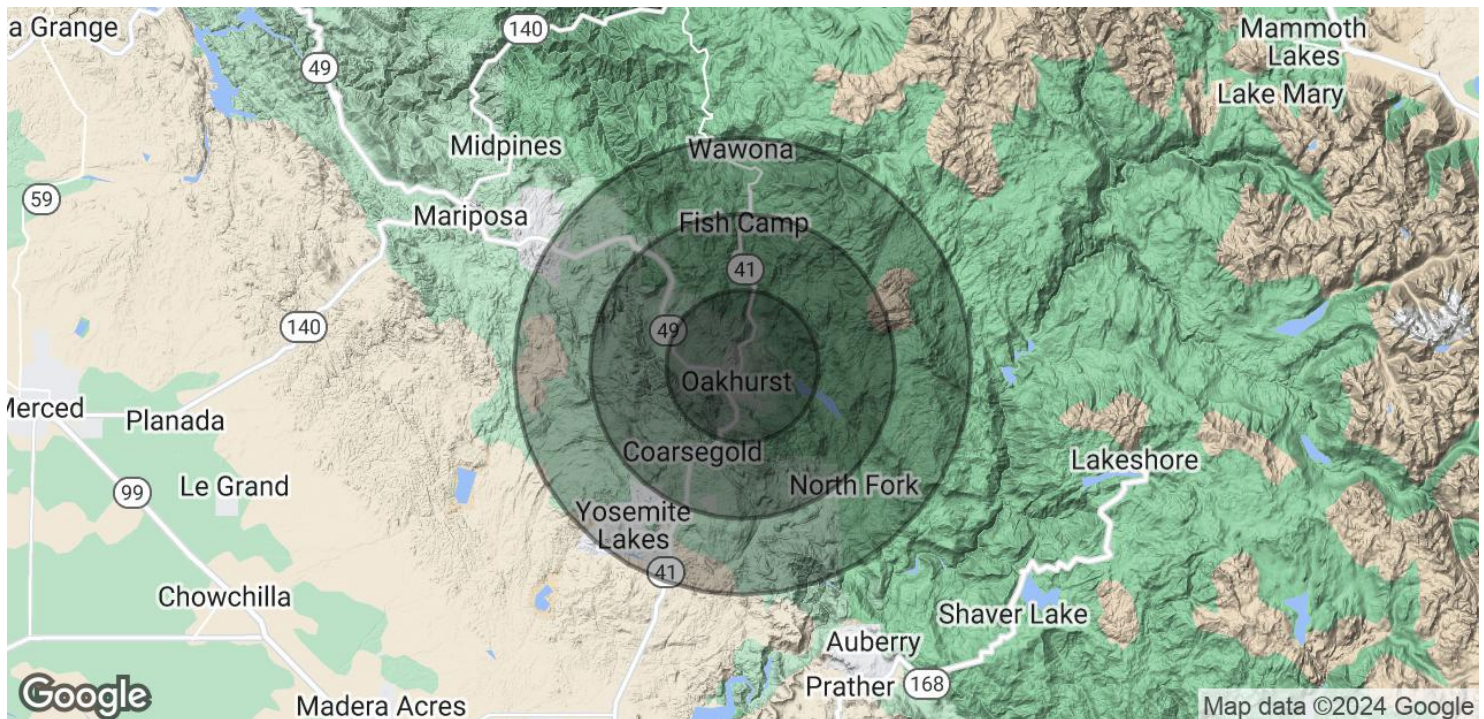 a Grange
140
Mammoth
Lakes
49
Lake Mary
Midpines
Wawona
59
Mariposa
Fish Camp
41
140
49
Oakhurst
Merced
Planada
Coarsegold
Lakeshore
99
Le Grand
North Fork
Yosemite
Lakes
41
Chowchilla
Shaver Lake
Auberry
Prather
168
Google
Madera Acres
Map data ©2024 Google